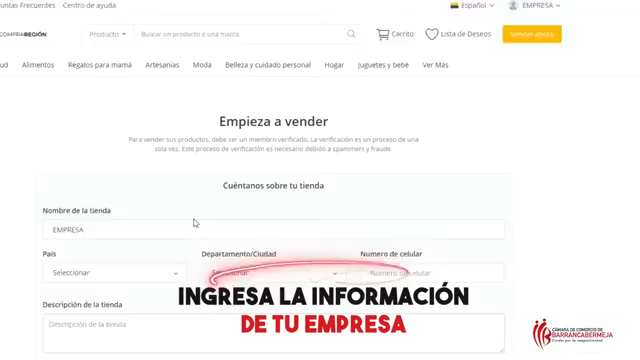 untas Frecuentes Centro de ayuda Español EMPRESA
COMPRAREGIÓN Producto Buscar un producto o una marca Carrito Lista de Deseos
ud Alimentos Regalos para mamá Artesanias Moda Belleza y cuidado personal Hogar Juguetes y bebé Ver Más
Empieza a vender
Para vender sus productos, debe ser un miembro verificado. La verificación es un proceso de una
sola vez. Este proceso de verificación es necesario debido a spammers y fraude.
Cuéntanos sobre tu tienda
Nombre de la tienda
EMPRESA
País Departamento/Ciudad Numero de celular
Seleccionar Seleccionar Numero de celular
INGRESA LA INFORMACIÓN
DE TU EMPRESA
Descripción de la tienda
Descripción de la tienda
CÁMARA DE COMERCIO DE
BARRANCABERMEJA